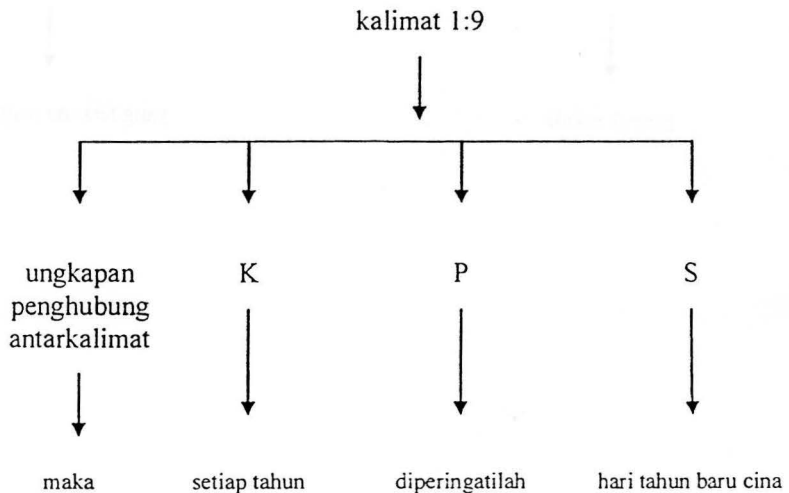 kalimat 1:9
ungkapan
penghubung
antarkalimat
K
P
S
maka
setiap tahun
diperingatilah
hari tahun baru cina